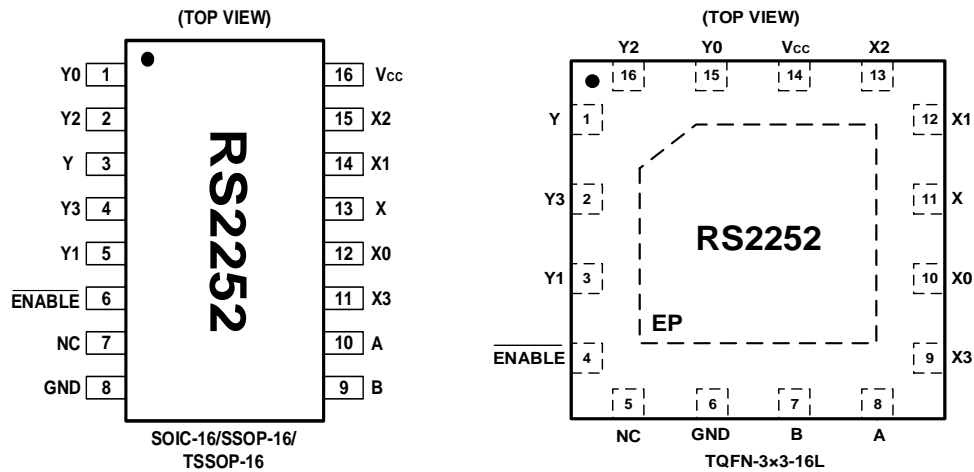 (TOP VIEW)
Y0 1 16 Vcc
Y2 2 15 X2
Y 3 14 X1
Y3 4 13 X
Y1 5 12 X0
ENABLE 6 11 X3
NC 7 10 A
GND 8 9 B
RS2252
SOIC-16/SSOP-16/
TSSOP-16
(TOP VIEW)
Y2 Y0 Vcc X2
16 15 14 13
Y 1 12 X1
Y3 2 11 X
RS2252
Y1 3 10 X0
EP
ENABLE 4 9 X3
5 6 7 8
NC GND B A
TQFN-3×3-16L